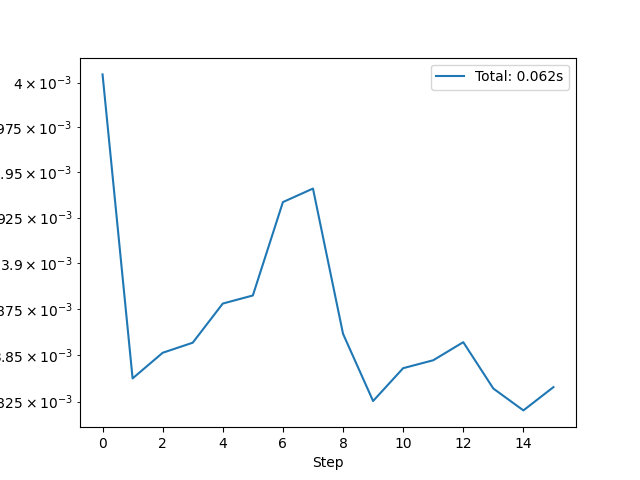 Total: 0.062s
4 × 10⁻³
975 × 10⁻³
.95 × 10⁻³
925 × 10⁻³
3.9 × 10⁻³
875 × 10⁻³
.85 × 10⁻³
825 × 10⁻³
0 2 4 6 8 10 12 14
Step